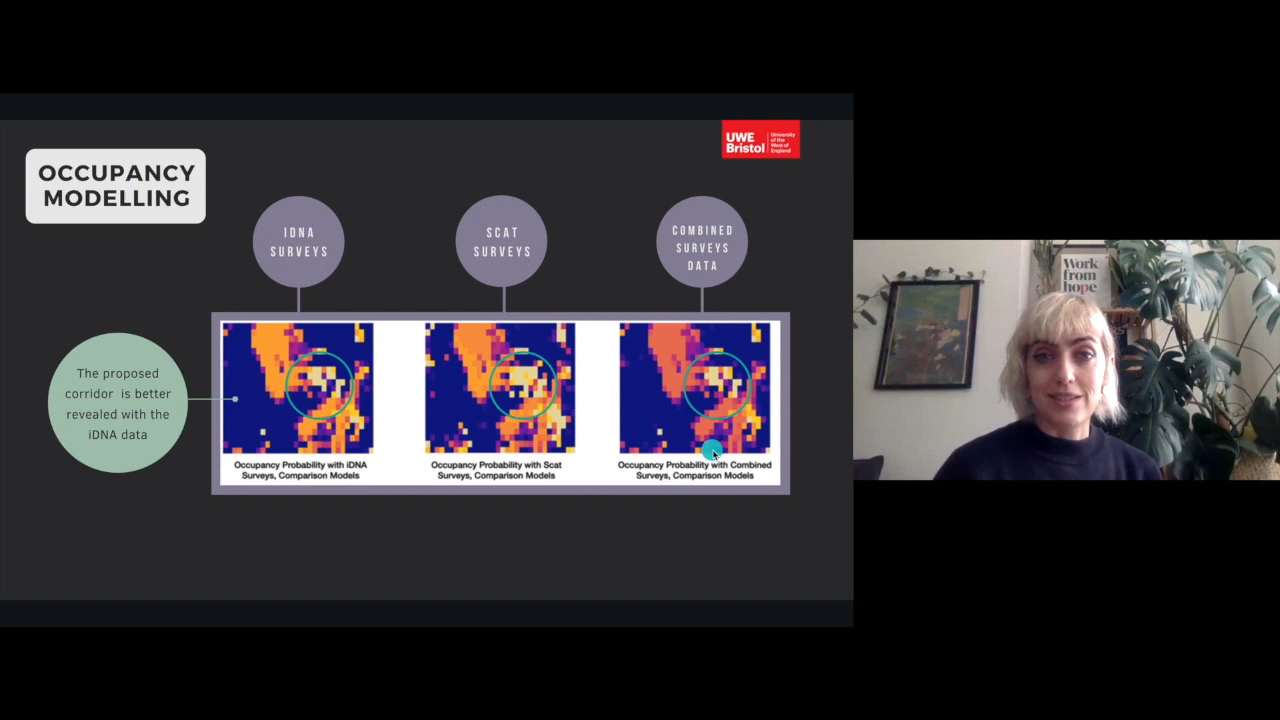 OCCUPANCY
MODELLING
UWE
Bristol
University
of the
West of
England
IDNA
SURVEYS
SCAT
SURVEYS
COMBINED
SURVEYS
DATA
The proposed
corridor is better
revealed with the
iDNA data
Occupancy Probability with iDNA
Surveys, Comparison Models
Occupancy Probability with Scat
Surveys, Comparison Models
Occupancy Probability with Combined
Surveys, Comparison Models
Work
from
hope